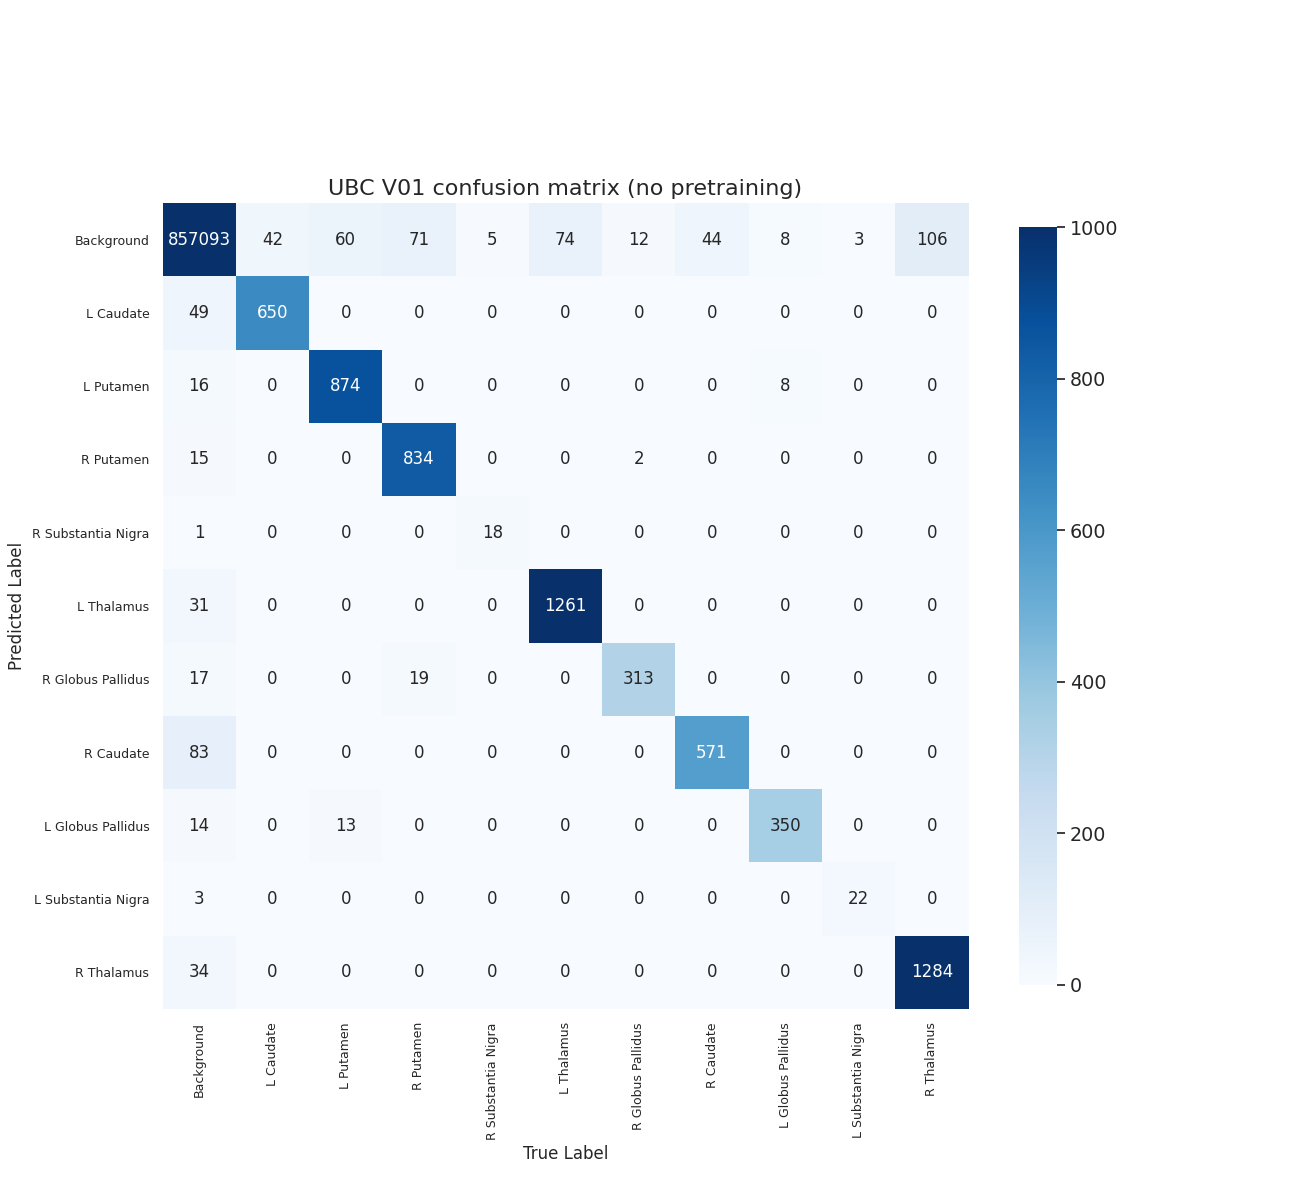 UBC V01 confusion matrix (no pretraining)
Predicted Label
Background 857093 42 60 71 5 74 12 44 8 3 106
L Caudate 49 650 0 0 0 0 0 0 0 0 0
L Putamen 16 0 874 0 0 0 0 0 8 0 0
R Putamen 15 0 0 834 0 0 2 0 0 0 0
R Substantia Nigra 1 0 0 0 18 0 0 0 0 0 0
L Thalamus 31 0 0 0 0 1261 0 0 0 0 0
R Globus Pallidus 17 0 0 19 0 0 313 0 0 0 0
R Caudate 83 0 0 0 0 0 0 571 0 0 0
L Globus Pallidus 14 0 13 0 0 0 0 0 350 0 0
L Substantia Nigra 3 0 0 0 0 0 0 0 0 22 0
R Thalamus 34 0 0 0 0 0 0 0 0 0 1284
Background
L Caudate
L Putamen
R Putamen
R Substantia Nigra
L Thalamus
R Globus Pallidus
R Caudate
L Globus Pallidus
L Substantia Nigra
R Thalamus
True Label
1000
800
600
400
200
0